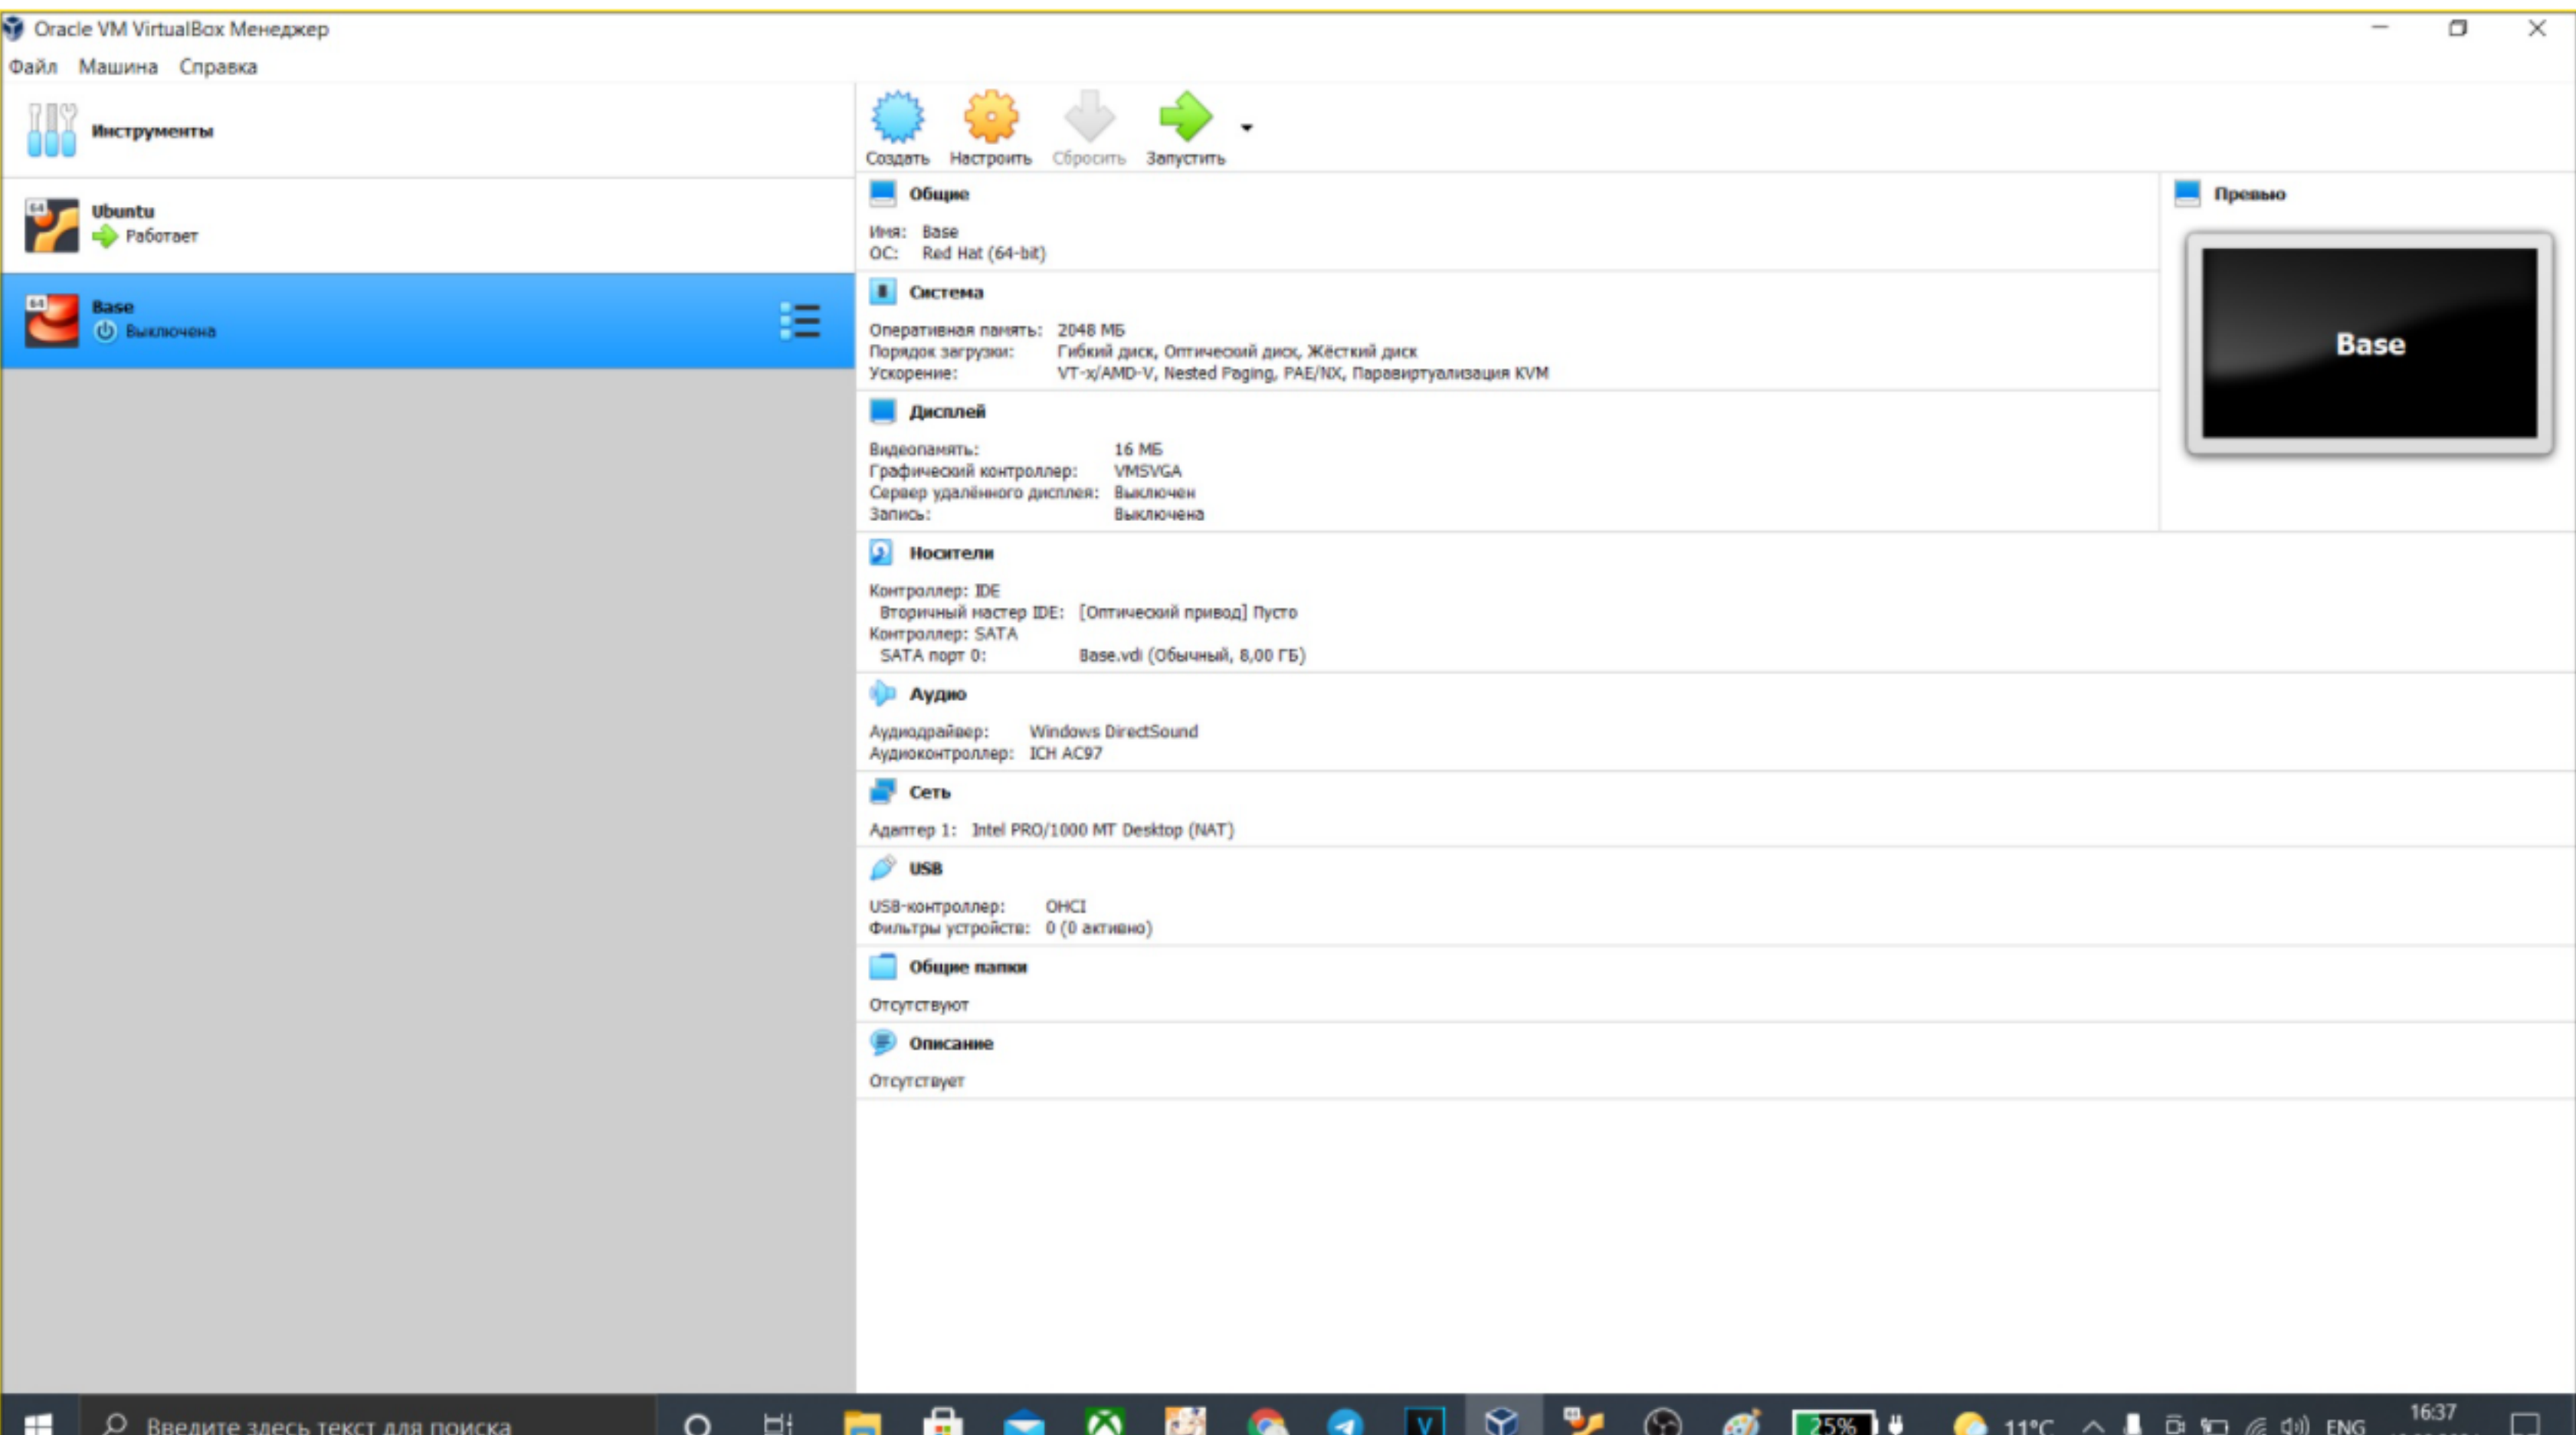 Oracle VM VirtualBox Менеджер
Файл Машина Справка
Инструменты
Ubuntu
Работает
Base
Выключена
Создать Настроить Сбросить Запустить
Общие
Имя: Base
ОС: Red Hat (64-bit)
Система
Оперативная память: 2048 МБ
Порядок загрузки: Гибкий диск, Оптический диск, Жёсткий диск
Ускорение: VT-x/AMD-V, Nested Paging, PAE/NX, Паравиртуализация KVM
Дисплей
Видеопамять: 16 МБ
Графический контроллер: VMSVGA
Сервер удалённого дисплея: Выключен
Запись: Выключена
Превью
Base
Носители
Контроллер: IDE
Вторичный мастер IDE: [Оптический привод] Пусто
Контроллер: SATA
SATA порт 0: Base.vdi (Обычный, 8,00 ГБ)
Аудио
Аудиодрайвер: Windows DirectSound
Аудиоконтроллер: ICH AC97
Сеть
Адаптер 1: Intel PRO/1000 MT Desktop (NAT)
USB
USB-контроллер: OHCI
Фильтры устройств: 0 (0 активно)
Общие папки
Отсутствуют
Описание
Отсутствует
Введите здесь текст для поиска
25% 11°C ENG 16:37